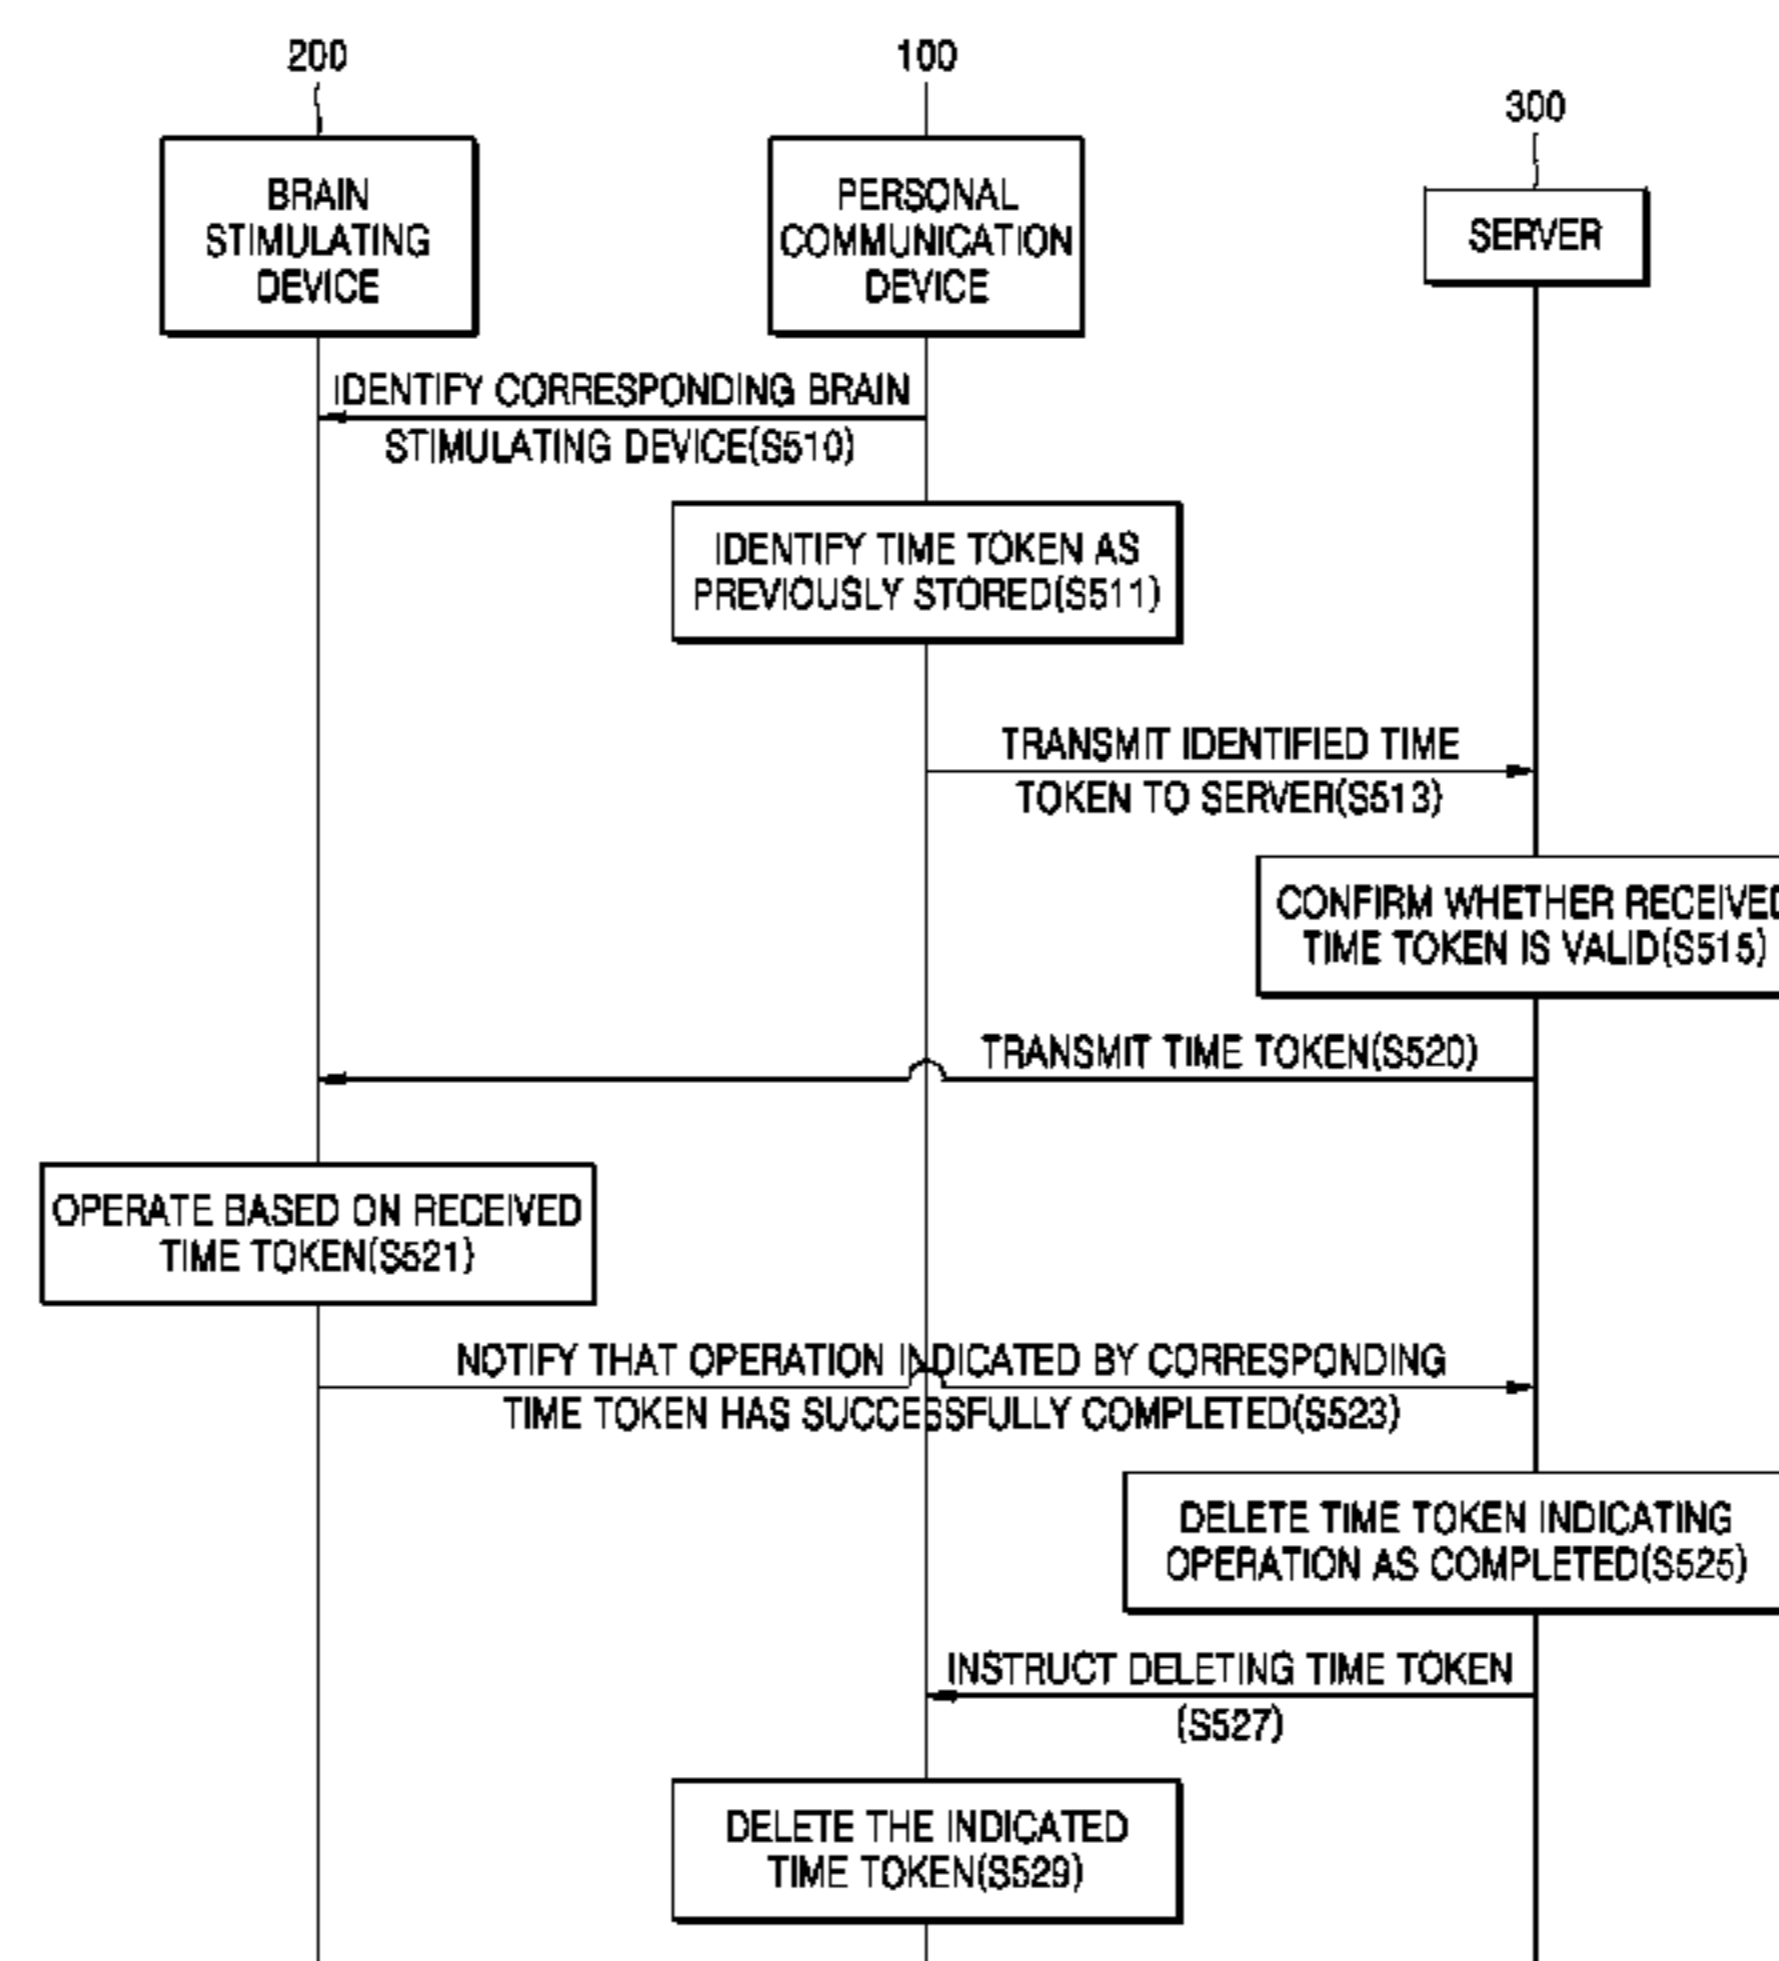 200
100
300
BRAIN
STIMULATING
DEVICE
PERSONAL
COMMUNICATION
DEVICE
SERVER
IDENTIFY CORRESPONDING BRAIN
STIMULATING DEVICE(S510)
IDENTIFY TIME TOKEN AS
PREVIOUSLY STORED(S511)
TRANSMIT IDENTIFIED TIME
TOKEN TO SERVER(S513)
CONFIRM WHETHER RECEIVED
TIME TOKEN IS VALID(S515)
TRANSMIT TIME TOKEN(S520)
OPERATE BASED ON RECEIVED
TIME TOKEN(S521)
NOTIFY THAT OPERATION INDICATED BY CORRESPONDING
TIME TOKEN HAS SUCCESSFULLY COMPLETED(S523)
DELETE TIME TOKEN INDICATING
OPERATION AS COMPLETED(S525)
INSTRUCT DELETING TIME TOKEN
(S527)
DELETE THE INDICATED
TIME TOKEN(S529)